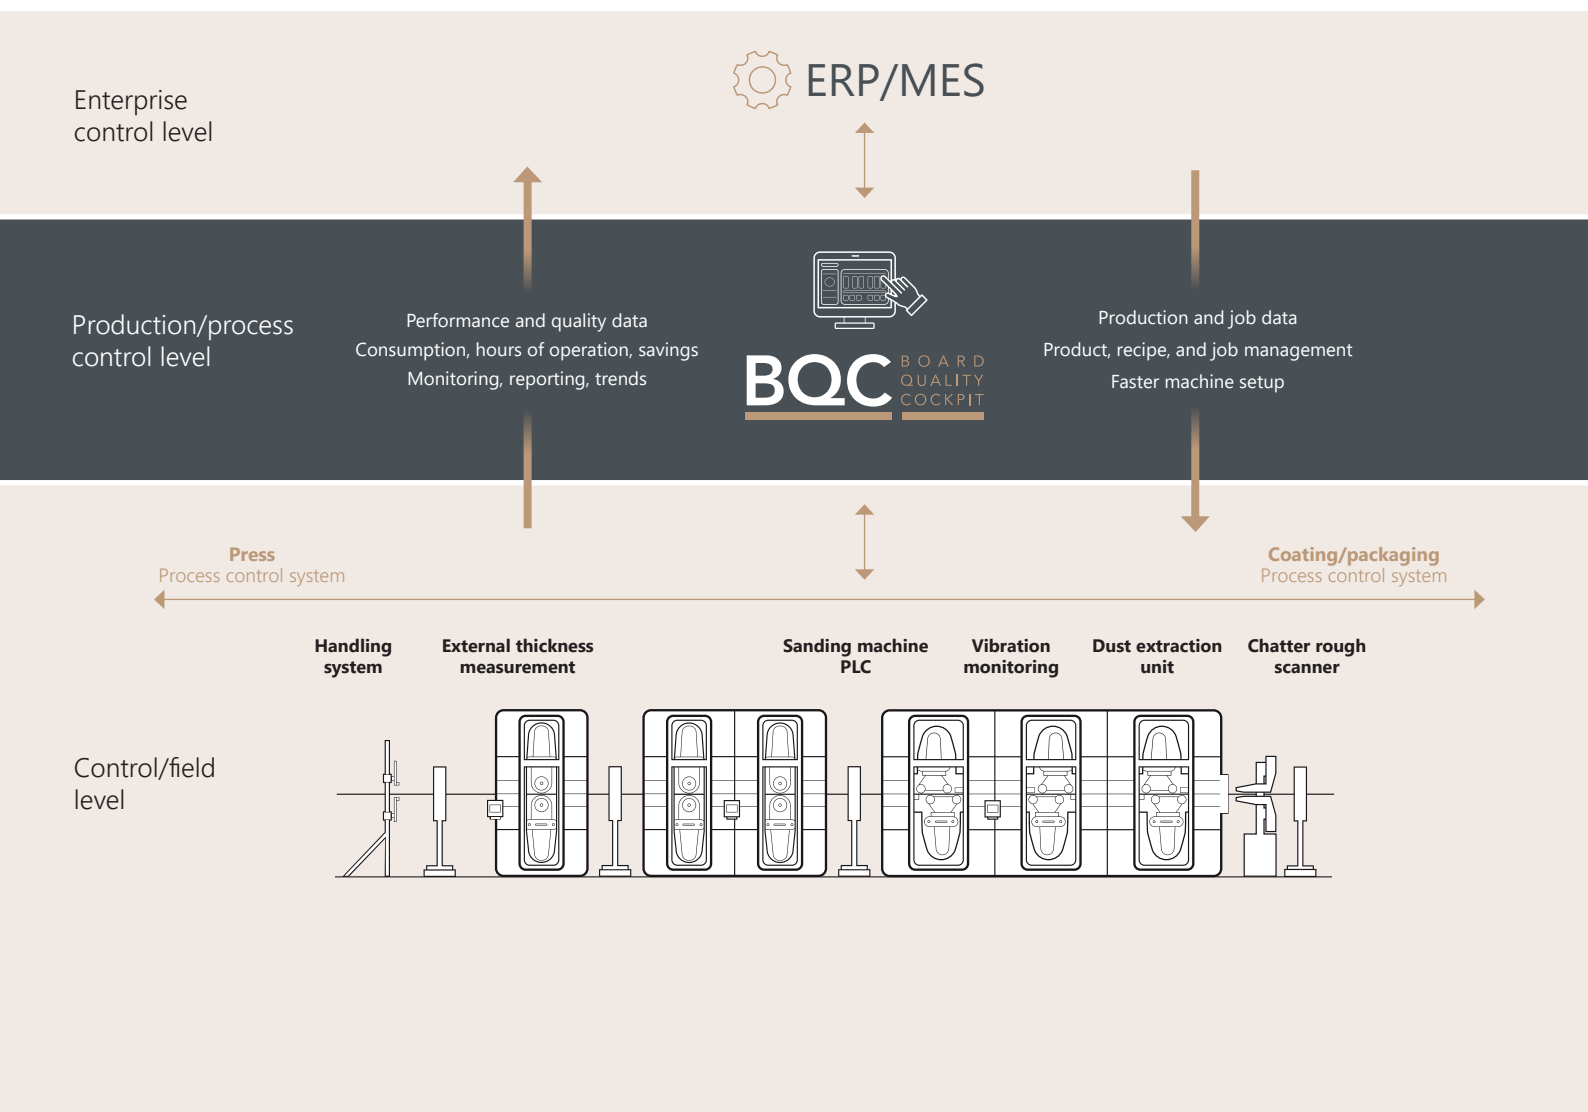 Enterprise
control level
ERP/MES
Production/process
control level
Performance and quality data
Consumption, hours of operation, savings
Monitoring, reporting, trends
BQC
BOARD
QUALITY
COCKPIT
Production and job data
Product, recipe, and job management
Faster machine setup
Press
Process control system
Coating/packaging
Process control system
Handling
system
External thickness
measurement
Sanding machine
PLC
Vibration
monitoring
Dust extraction
unit
Chatter rough
scanner
Control/field
level